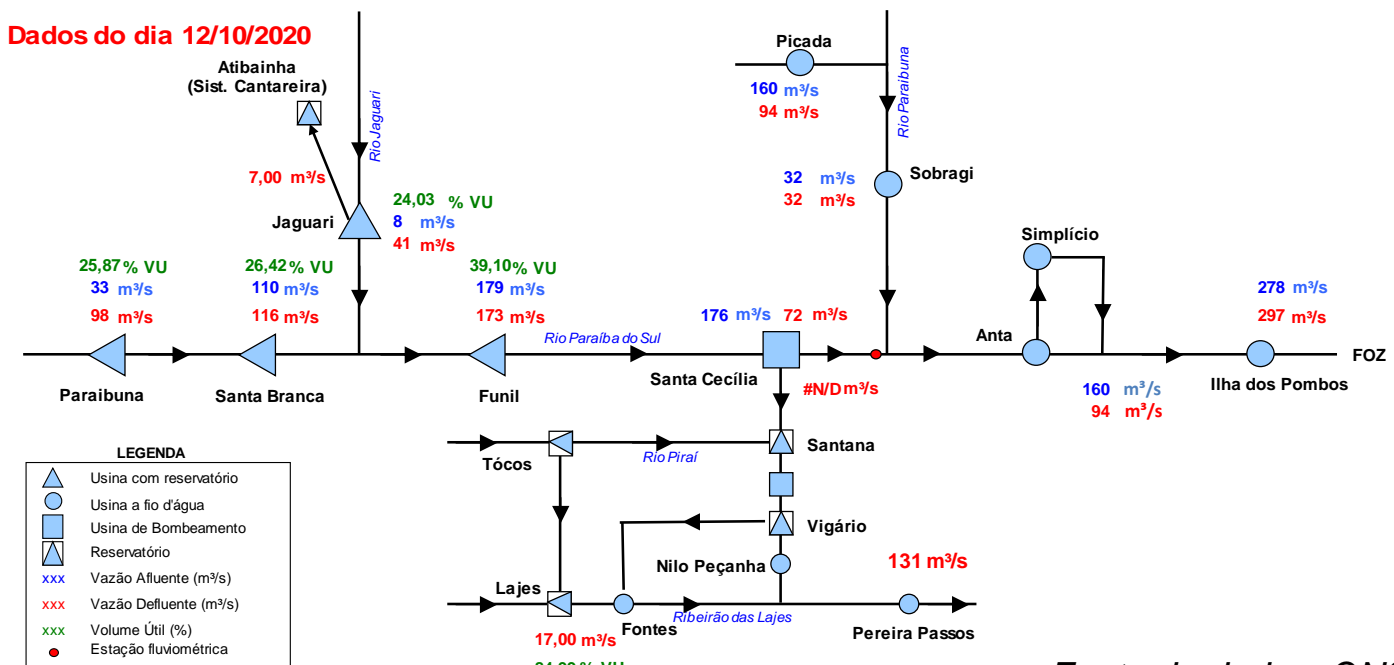 Dados do dia 12/10/2020
Picada
160 m³/s
94 m³/s
Atibainha
(Sist. Cantareira)
Rio Jaguari
Rio Paraibuna
7,00 m³/s
Jaguari
24,03 % VU
8 m³/s
41 m³/s
32 m³/s
32 m³/s
Sobragi
Simplício
25,87 % VU
33 m³/s
98 m³/s
26,42 % VU
110 m³/s
116 m³/s
39,10 % VU
179 m³/s
173 m³/s
176 m³/s 72 m³/s
278 m³/s
297 m³/s
Rio Paraíba do Sul
Anta
FOZ
Paraibuna
Santa Branca
Funil
Santa Cecília
#N/D m³/s
160 m³/s
94 m³/s
Ilha dos Pombos
Tócos
Rio Piraí
Santana
Vigário
Nilo Peçanha
131 m³/s
Lajes
Fontes
Ribeirão das Lajes
Pereira Passos
17,00 m³/s
LEGENDA
Usina com reservatório
Usina a fio d'água
Usina de Bombeamento
Reservatório
xxx Vazão Afluente (m³/s)
xxx Vazão Defluente (m³/s)
xxx Volume Útil (%)
Estação fluviométrica